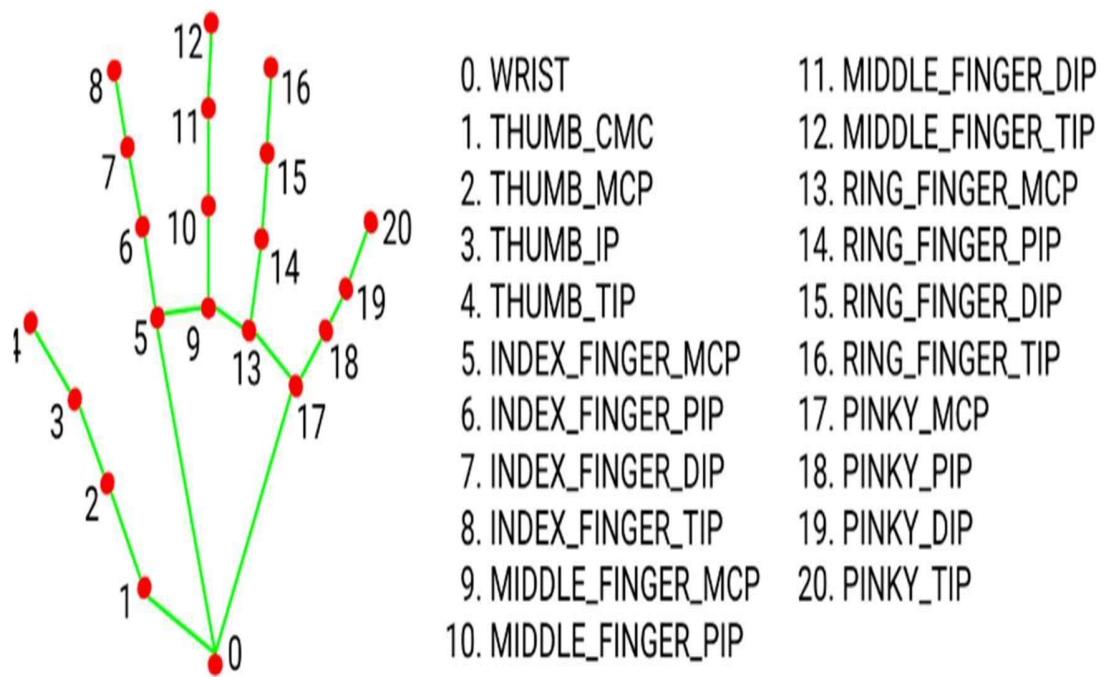 12
8
16
11
7
15
10
6
14
20
19
4
5
9
13
18
3
17
2
1
0
0. WRIST
1. THUMB_CMC
2. THUMB_MCP
3. THUMB_IP
4. THUMB_TIP
5. INDEX_FINGER_MCP
6. INDEX_FINGER_PIP
7. INDEX_FINGER_DIP
8. INDEX_FINGER_TIP
9. MIDDLE_FINGER_MCP
10. MIDDLE_FINGER_PIP
11. MIDDLE_FINGER_DIP
12. MIDDLE_FINGER_TIP
13. RING_FINGER_MCP
14. RING_FINGER_PIP
15. RING_FINGER_DIP
16. RING_FINGER_TIP
17. PINKY_MCP
18. PINKY_PIP
19. PINKY_DIP
20. PINKY_TIP